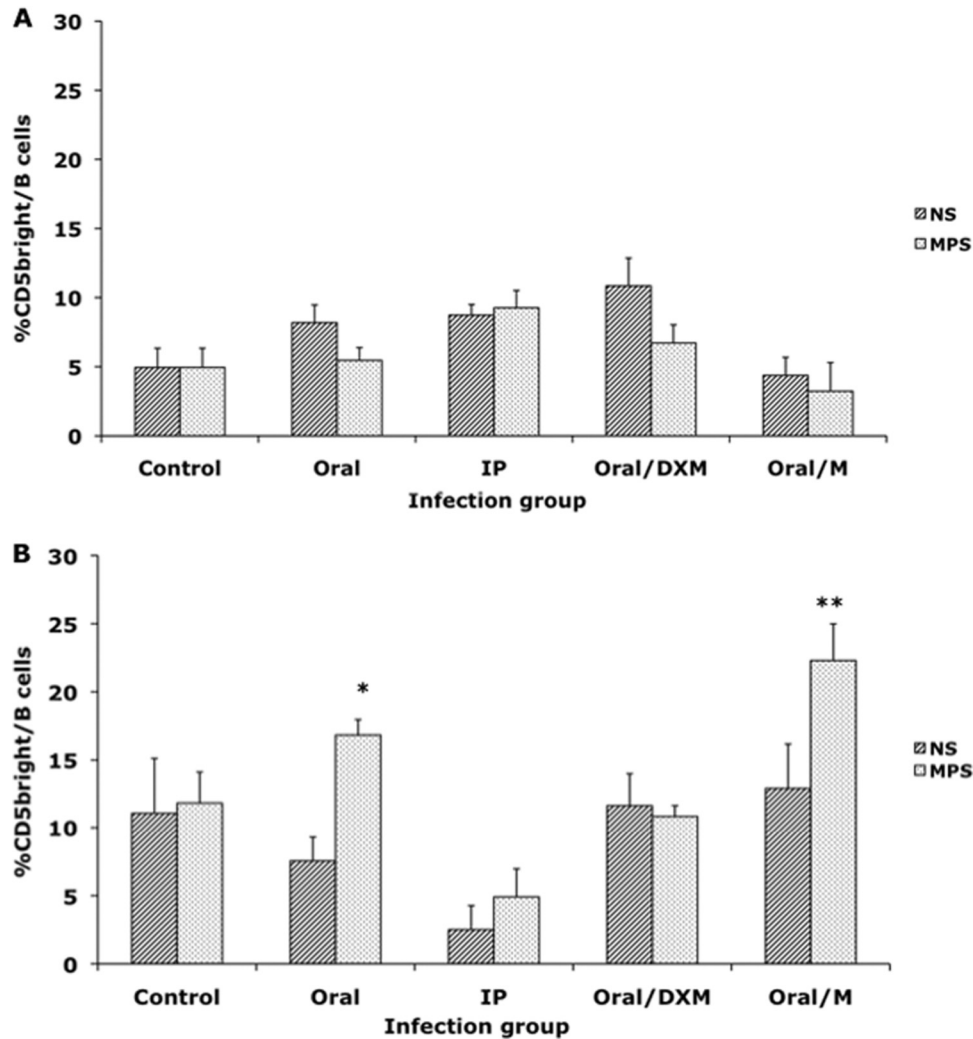 A
30
25
20
15
10
5
0
%CD5bright/B cells
NS
MPS
Control Oral IP Oral/DXM Oral/M
Infection group
B
30
25
20
15
10
5
0
%CD5bright/B cells
*
**
NS
MPS
Control Oral IP Oral/DXM Oral/M
Infection group